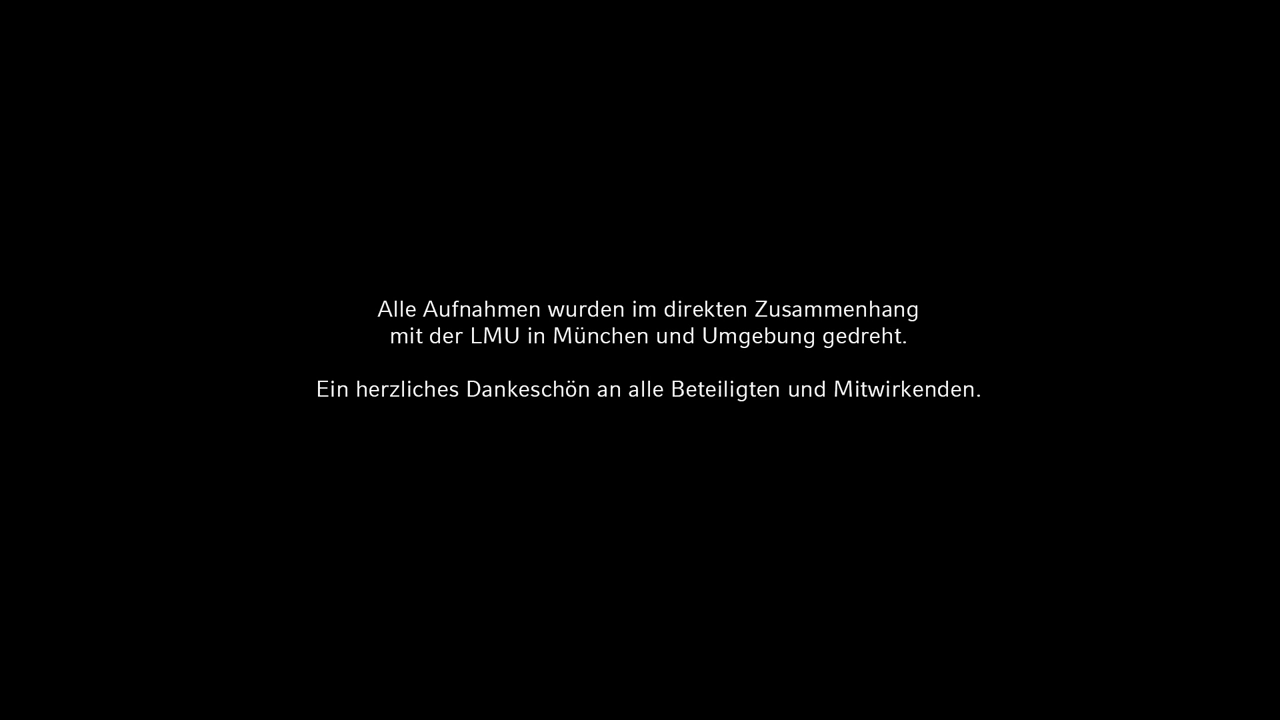 Alle Aufnahmen wurden im direkten Zusammenhang
mit der LMU in München und Umgebung gedreht.
Ein herzliches Dankeschön an alle Beteiligten und Mitwirkenden.